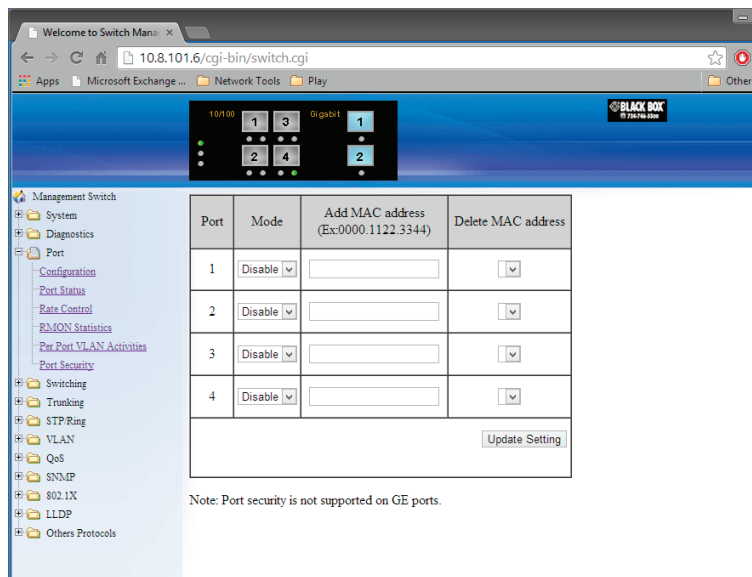 Welcome to Switch Mana
10.8.101.6/cgi-bin/switch.cgi
Apps Microsoft Exchange ... Network Tools Play Other
10/100 1 3 Gigabit 1
2 4 2
BLACK BOX
724-746-5500
Management Switch
System
Diagnostics
Port
Configuration
Port Status
Rate Control
RMON Statistics
Per Port VLAN Activities
Port Security
Switching
Trunking
STP/Ring
VLAN
QoS
SNMP
802.1X
LLDP
Others Protocols
Port Mode Add MAC address (Ex:0000.1122.3344) Delete MAC address
1 Disable
2 Disable
3 Disable
4 Disable
Update Setting
Note: Port security is not supported on GE ports.